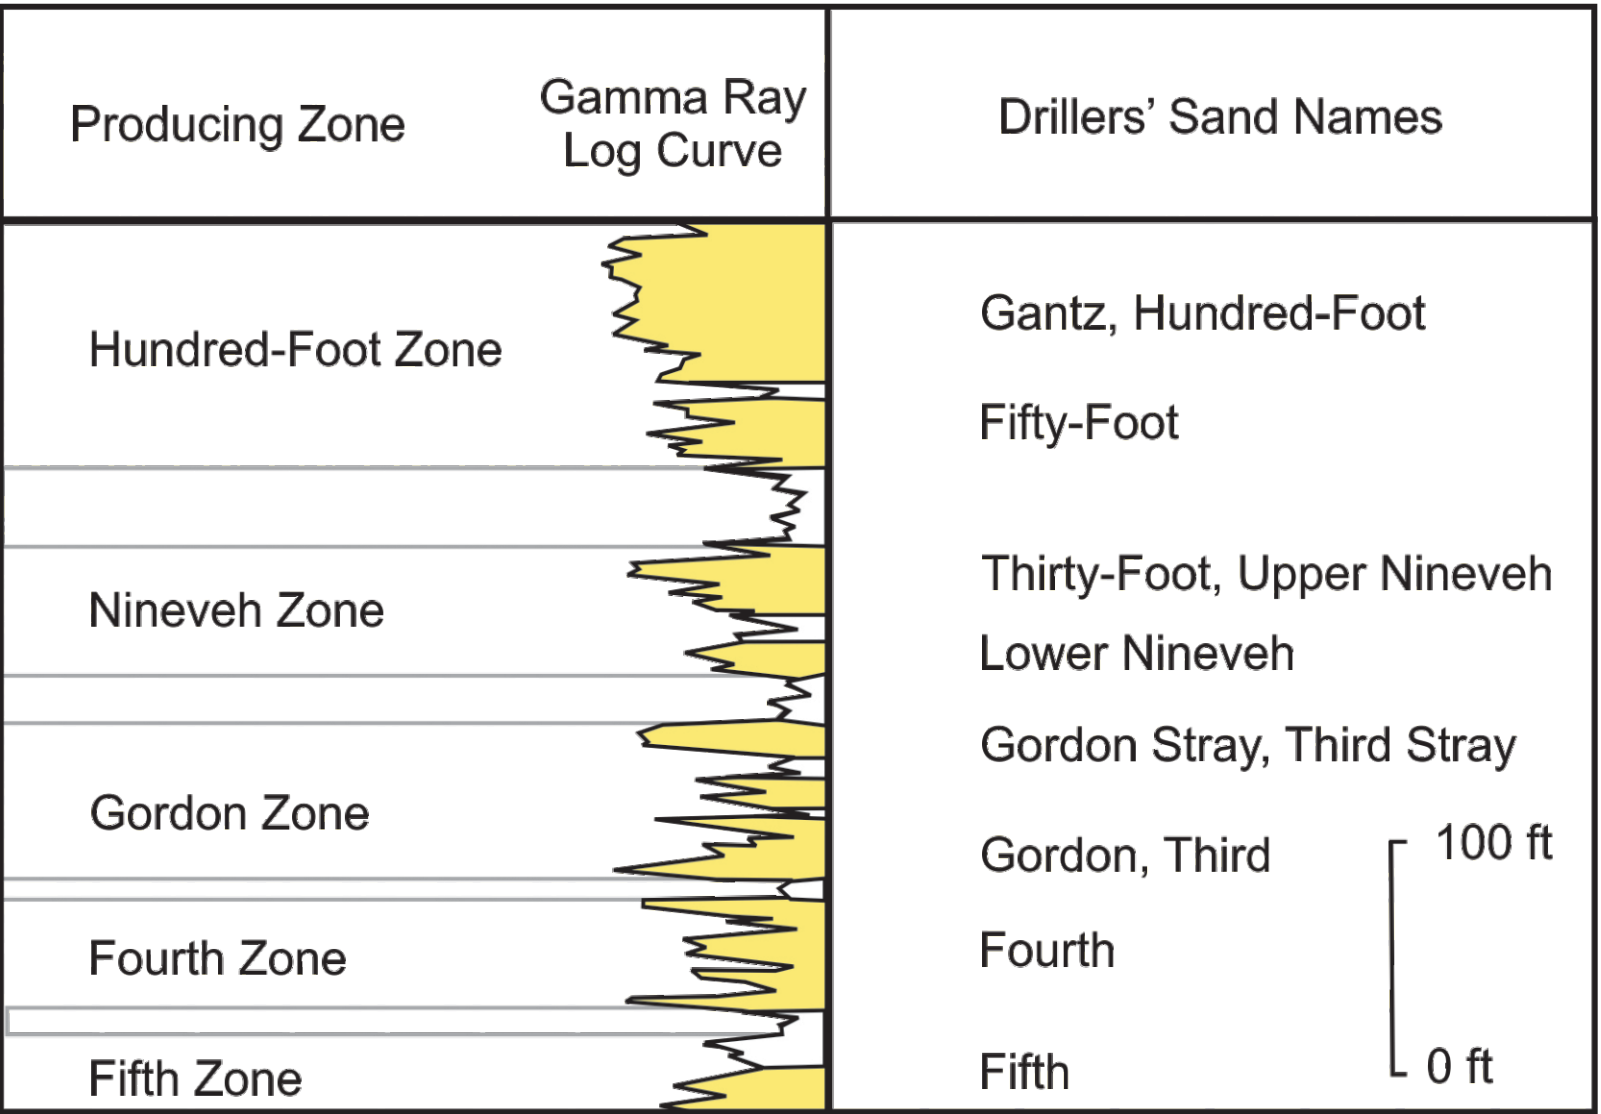 Producing Zone
Gamma Ray
Log Curve
Drillers’ Sand Names
Hundred-Foot Zone
Gantz, Hundred-Foot
Fifty-Foot
Nineveh Zone
Thirty-Foot, Upper Nineveh
Lower Nineveh
Gordon Zone
Gordon Stray, Third Stray
Gordon, Third
100 ft
Fourth Zone
Fourth
Fifth Zone
Fifth
0 ft